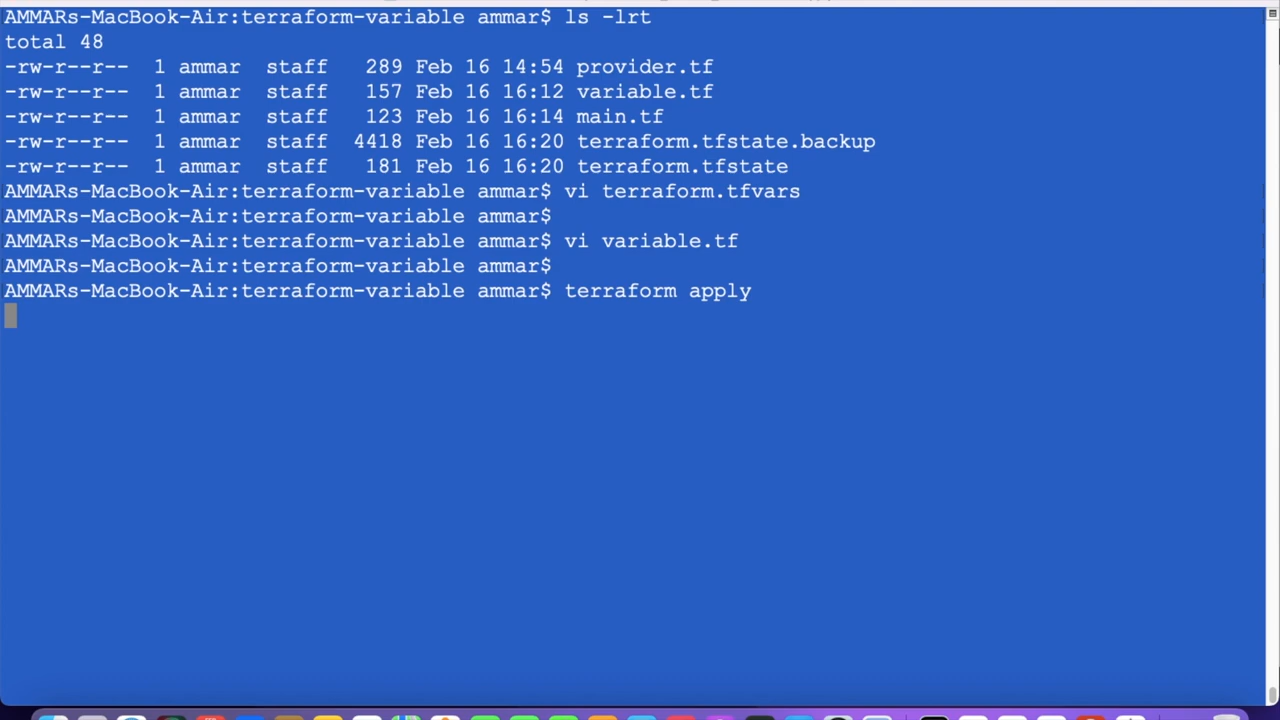 AMMARs-MacBook-Air:terraform-variable ammar$ ls -lrt
total 48
-rw-r--r--  1 ammar  staff   289 Feb 16 14:54 provider.tf
-rw-r--r--  1 ammar  staff   157 Feb 16 16:12 variable.tf
-rw-r--r--  1 ammar  staff   123 Feb 16 16:14 main.tf
-rw-r--r--  1 ammar  staff  4418 Feb 16 16:20 terraform.tfstate.backup
-rw-r--r--  1 ammar  staff   181 Feb 16 16:20 terraform.tfstate
AMMARs-MacBook-Air:terraform-variable ammar$ vi terraform.tfvars
AMMARs-MacBook-Air:terraform-variable ammar$
AMMARs-MacBook-Air:terraform-variable ammar$ vi variable.tf
AMMARs-MacBook-Air:terraform-variable ammar$
AMMARs-MacBook-Air:terraform-variable ammar$ terraform apply